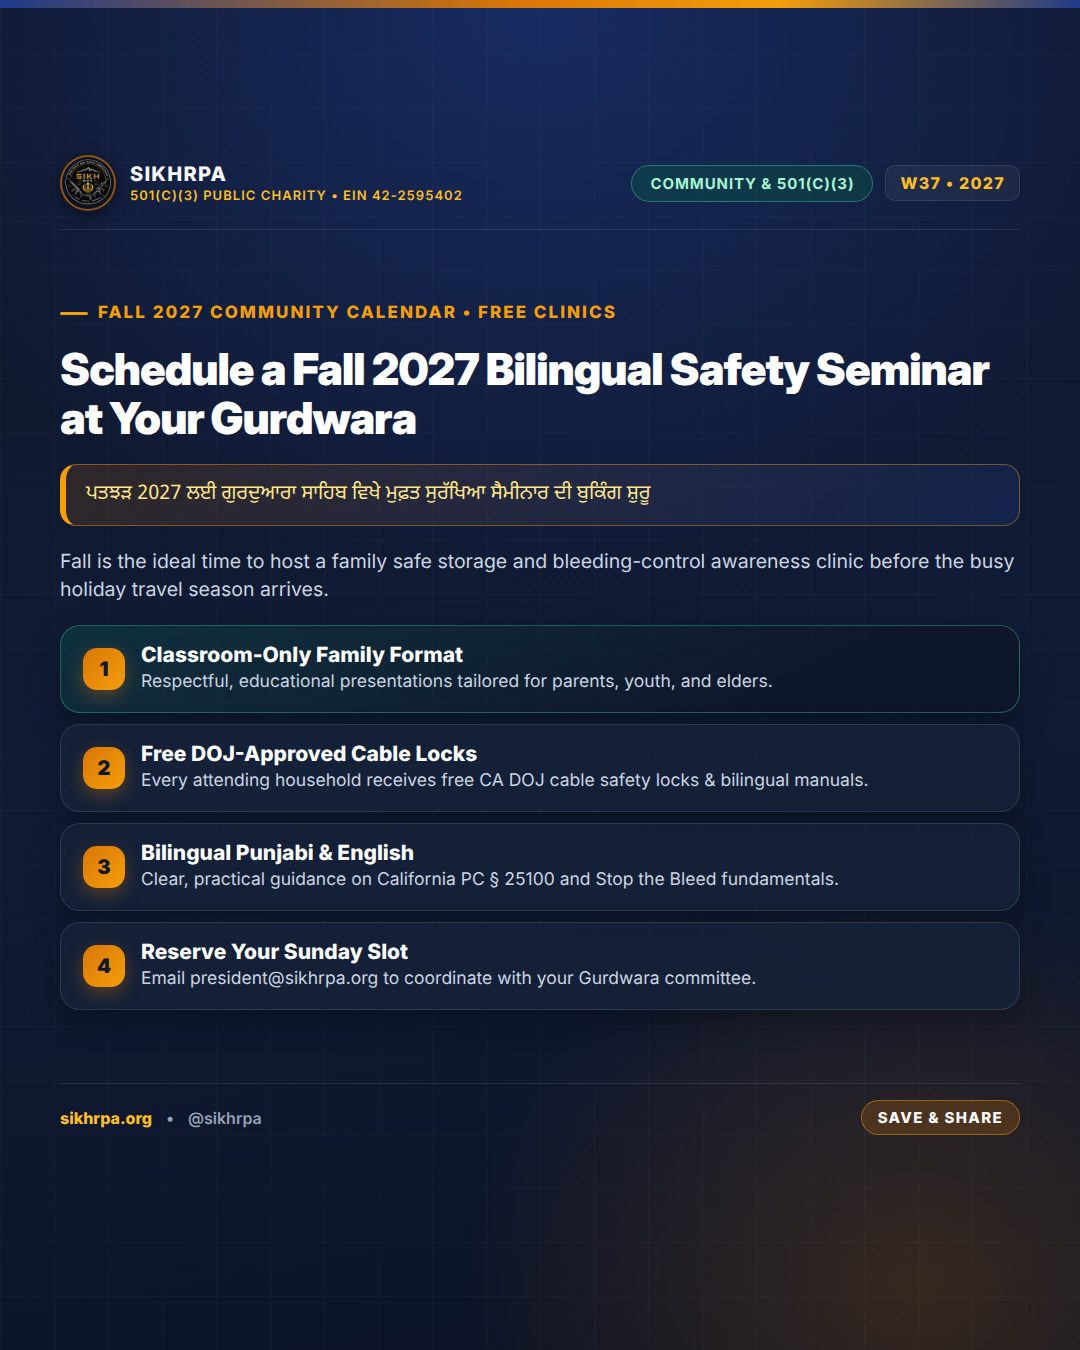 SIKH
SIKHRPA
501(C)(3) PUBLIC CHARITY • EIN 42-2595402
COMMUNITY & 501(C)(3)
W37 • 2027
FALL 2027 COMMUNITY CALENDAR • FREE CLINICS
Schedule a Fall 2027 Bilingual Safety Seminar
at Your Gurdwara
ਪਤਝੜ 2027 ਲਈ ਗੁਰਦੁਆਰਾ ਸਾਹਿਬ ਵਿਖੇ ਮੁਫ਼ਤ ਸੁਰੱਖਿਆ ਸੈਮੀਨਾਰ ਦੀ ਬੁਕਿੰਗ ਸ਼ੁਰੂ
Fall is the ideal time to host a family safe storage and bleeding-control awareness clinic before the busy
holiday travel season arrives.
1
Classroom-Only Family Format
Respectful, educational presentations tailored for parents, youth, and elders.
2
Free DOJ-Approved Cable Locks
Every attending household receives free CA DOJ cable safety locks & bilingual manuals.
3
Bilingual Punjabi & English
Clear, practical guidance on California PC § 25100 and Stop the Bleed fundamentals.
4
Reserve Your Sunday Slot
Email president@sikhrpa.org to coordinate with your Gurdwara committee.
sikhrpa.org • @sikhrpa
SAVE & SHARE